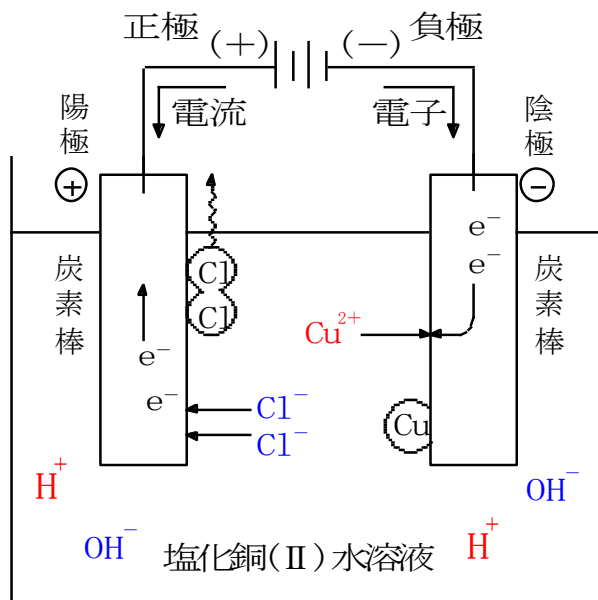 正極 (+) (−) 負極
電流 電子
陽極 陰極
+ −
e⁻
e⁻
炭素棒 Cl 炭素棒
Cl
Cu²⁺
e⁻
e⁻ Cl⁻
Cu
Cl⁻
H⁺ OH⁻
OH⁻ 塩化銅(Ⅱ)水溶液 H⁺